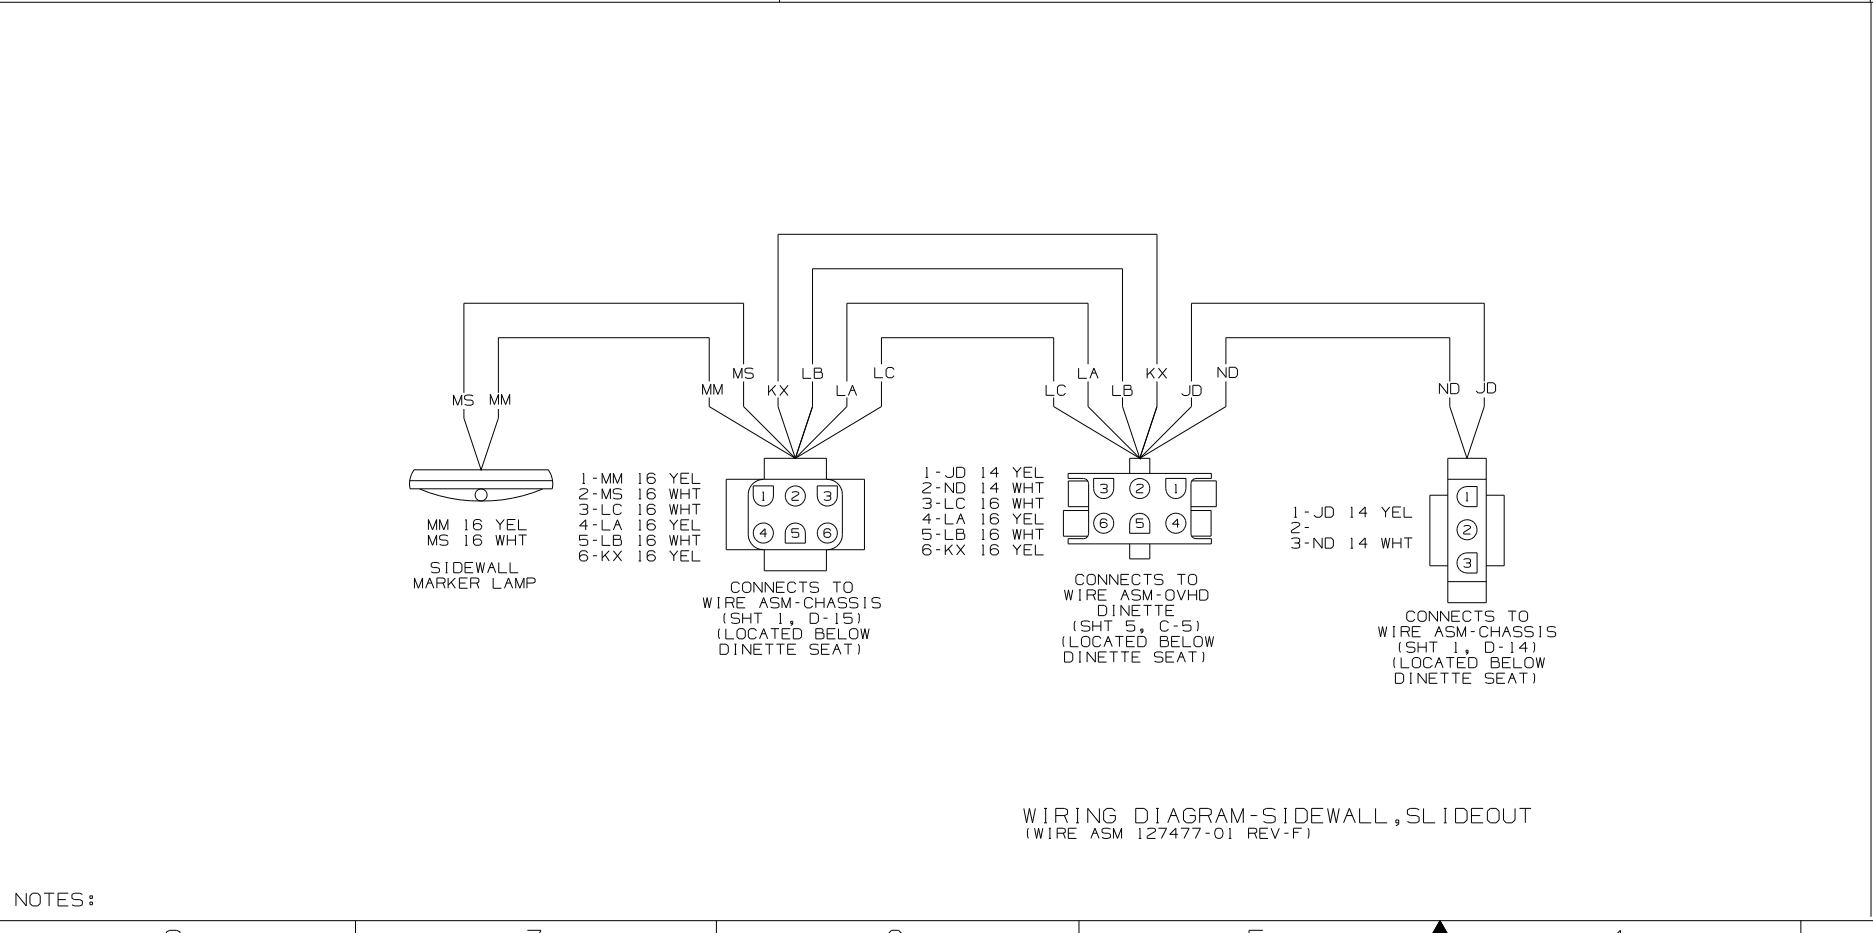 MS
MM
MM
MS
KX
LB
LA
LC
LC
LA
LB
KX
JD
ND
ND
JD
MM 16 YEL
MS 16 WHT
SIDEWALL
MARKER LAMP
1-MM 16 YEL
2-MS 16 WHT
3-LC 16 WHT
4-LA 16 YEL
5-LB 16 WHT
6-KX 16 YEL
1 2 3
4 5 6
CONNECTS TO
WIRE ASM-CHASSIS
(SHT 1, D-15)
(LOCATED BELOW
DINETTE SEAT)
1-JD 14 YEL
2-ND 14 WHT
3-LC 16 WHT
4-LA 16 YEL
5-LB 16 WHT
6-KX 16 YEL
3 2 1
6 5 4
CONNECTS TO
WIRE ASM-OVHD
DINETTE
(SHT 5, C-5)
(LOCATED BELOW
DINETTE SEAT)
1-JD 14 YEL
2-
3-ND 14 WHT
1
2
3
CONNECTS TO
WIRE ASM-CHASSIS
(SHT 1, D-14)
(LOCATED BELOW
DINETTE SEAT)
WIRING DIAGRAM-SIDEWALL,SLIDEOUT
(WIRE ASM 127477-01 REV-F)
NOTES: